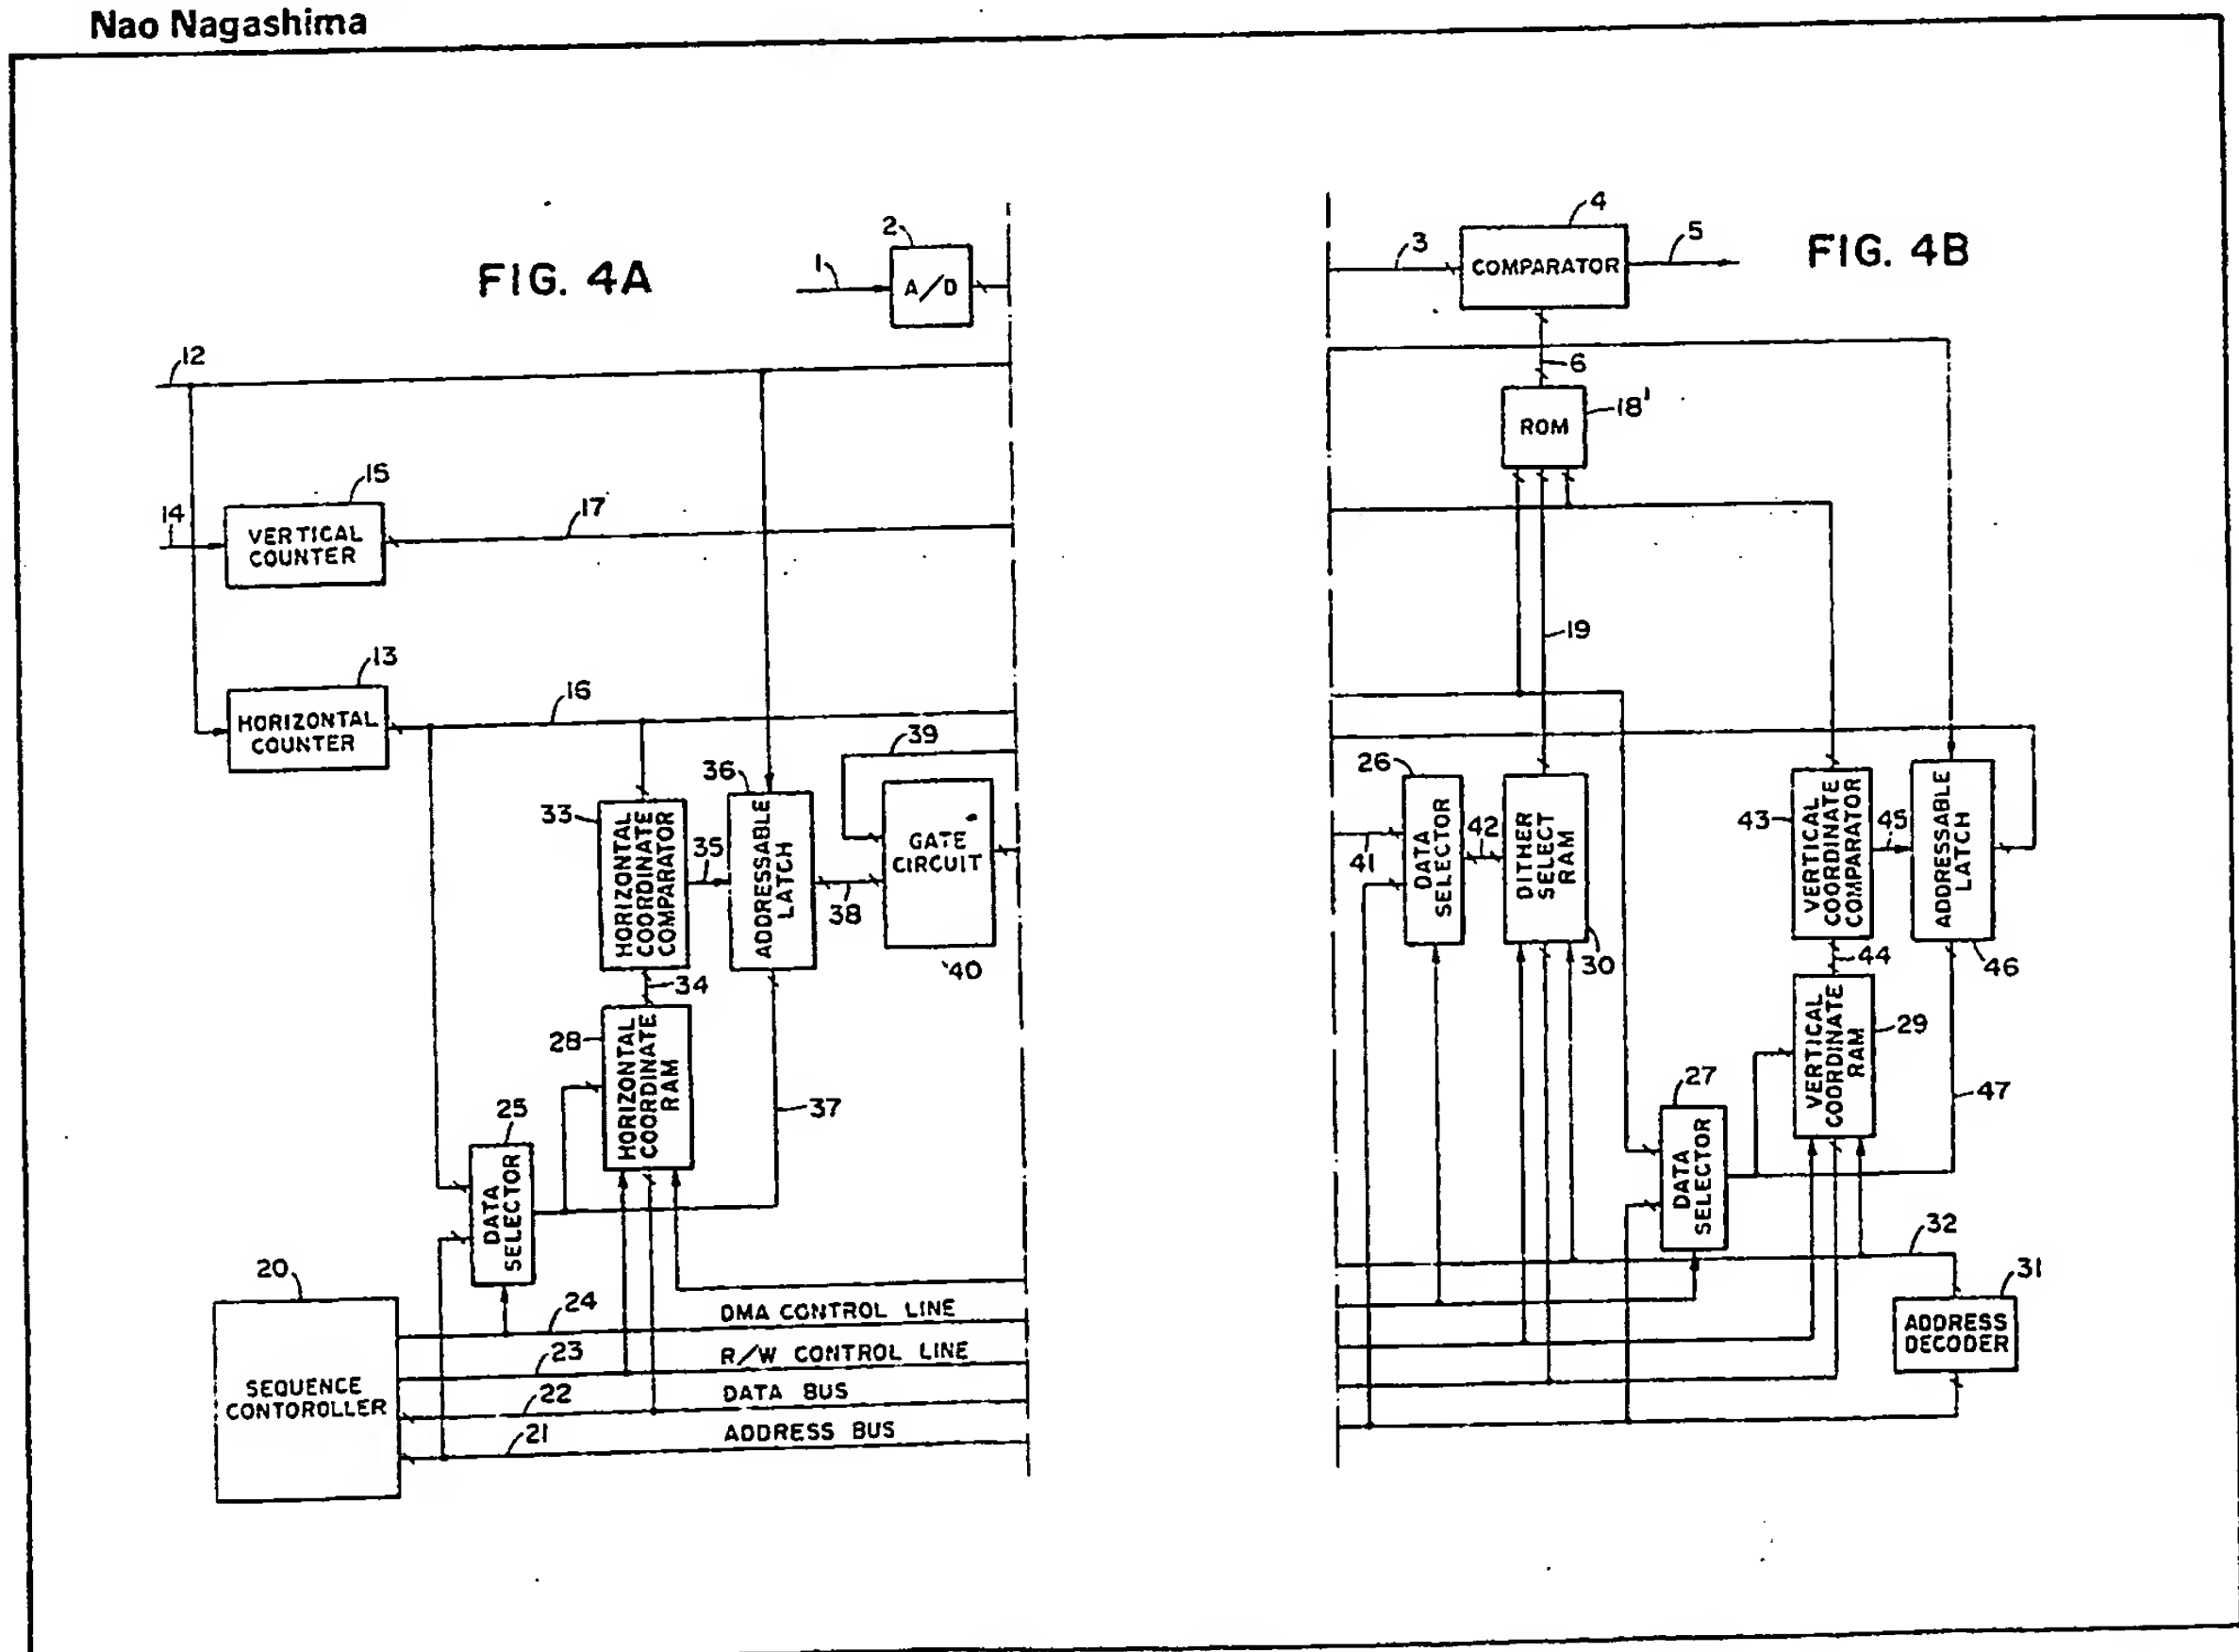 Nao Nagashima
FIG. 4A
1
2
A/D
12
14
15
VERTICAL
COUNTER
17
13
HORIZONTAL
COUNTER
16
39
36
33
HORIZONTAL
COORDINATE
COMPARATOR
35
ADDRESSABLE
LATCH
38
GATE
CIRCUIT
40
34
28
HORIZONTAL
COORDINATE
RAM
37
25
DATA
SELECTOR
20
SEQUENCE
CONTOROLLER
24
DMA CONTROL LINE
23
R/W CONTROL LINE
22
DATA BUS
21
ADDRESS BUS
FIG. 4B
3
4
COMPARATOR
5
6
ROM
18'
19
26
41
DATA
SELECTOR
42
DITHER
SELECT
RAM
30
43
VERTICAL
COORDINATE
COMPARATOR
45
ADDRESSABLE
LATCH
46
44
VERTICAL
COORDINATE
RAM
29
47
27
DATA
SELECTOR
32
31
ADDRESS
DECODER